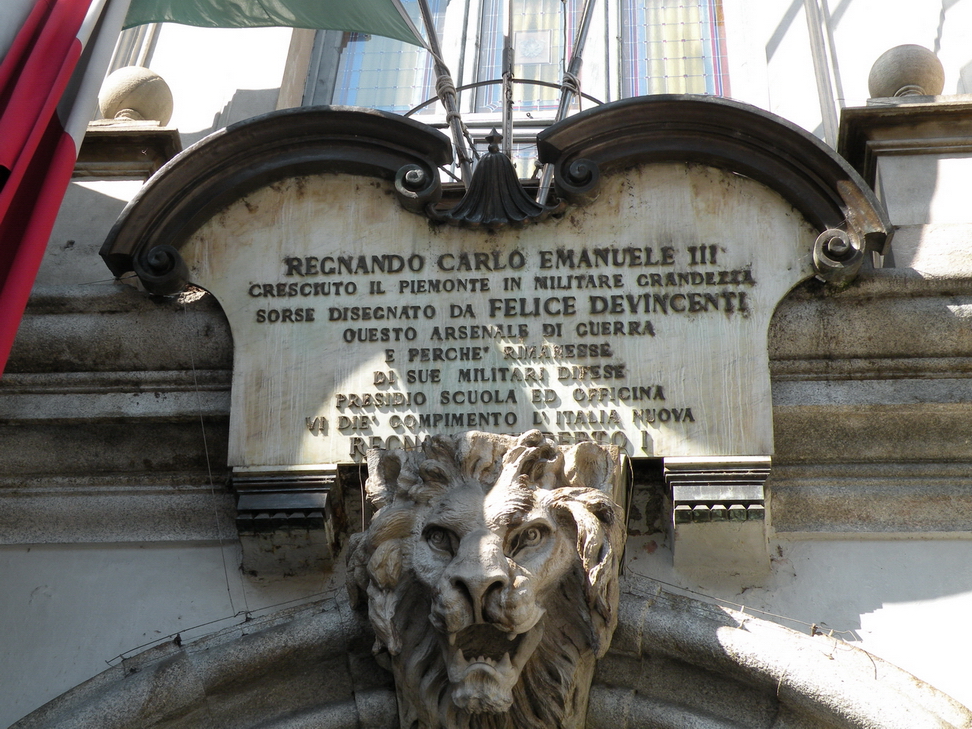 REGNANDO CARLO EMANUELE III
CRESCIUTO IL PIEMONTE IN MILITARE GRANDEZZA
SORSE DISEGNATO DA FELICE DEVINCENTI
QUESTO ARSENALE DI GUERRA
E PERCHE' RIMANESSE
DI SUE MILITARI DIFESE
PRESIDIO SCUOLA ED OFFICINA
VI DIE' COMPIMENTO L'ITALIA NUOVA
I